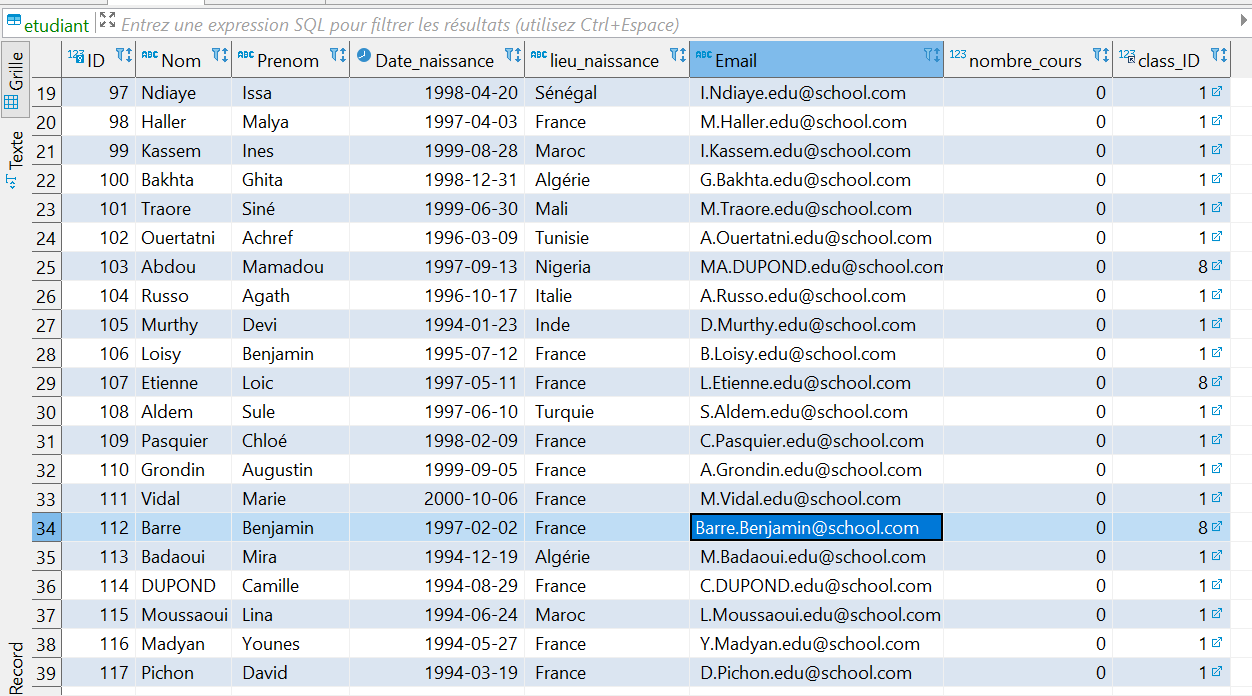 etudiant Entrez une expression SQL pour filtrer les résultats (utilisez Ctrl+Espace)
Grille
Texte
Record
123 ID ABC Nom ABC Prenom Date_naissance ABC lieu_naissance ABC Email 123 nombre_cours 123 class_ID
19 97 Ndiaye Issa 1998-04-20 Sénégal I.Ndiaye.edu@school.com 0 1
20 98 Haller Malya 1997-04-03 France M.Haller.edu@school.com 0 1
21 99 Kassem Ines 1999-08-28 Maroc I.Kassem.edu@school.com 0 1
22 100 Bakhta Ghita 1998-12-31 Algérie G.Bakhta.edu@school.com 0 1
23 101 Traore Siné 1999-06-30 Mali M.Traore.edu@school.com 0 1
24 102 Ouertatni Achref 1996-03-09 Tunisie A.Ouertatni.edu@school.com 0 1
25 103 Abdou Mamadou 1997-09-13 Nigeria MA.DUPOND.edu@school.com 0 8
26 104 Russo Agath 1996-10-17 Italie A.Russo.edu@school.com 0 1
27 105 Murthy Devi 1994-01-23 Inde D.Murthy.edu@school.com 0 1
28 106 Loisy Benjamin 1995-07-12 France B.Loisy.edu@school.com 0 1
29 107 Etienne Loic 1997-05-11 France L.Etienne.edu@school.com 0 8
30 108 Aldem Sule 1997-06-10 Turquie S.Aldem.edu@school.com 0 1
31 109 Pasquier Chloé 1998-02-09 France C.Pasquier.edu@school.com 0 1
32 110 Grondin Augustin 1999-09-05 France A.Grondin.edu@school.com 0 1
33 111 Vidal Marie 2000-10-06 France M.Vidal.edu@school.com 0 1
34 112 Barre Benjamin 1997-02-02 France Barre.Benjamin@school.com 0 8
35 113 Badaoui Mira 1994-12-19 Algérie M.Badaoui.edu@school.com 0 1
36 114 DUPOND Camille 1994-08-29 France C.DUPOND.edu@school.com 0 1
37 115 Moussaoui Lina 1994-06-24 Maroc L.Moussaoui.edu@school.com 0 1
38 116 Madyan Younes 1994-05-27 France Y.Madyan.edu@school.com 0 1
39 117 Pichon David 1994-03-19 France D.Pichon.edu@school.com 0 1